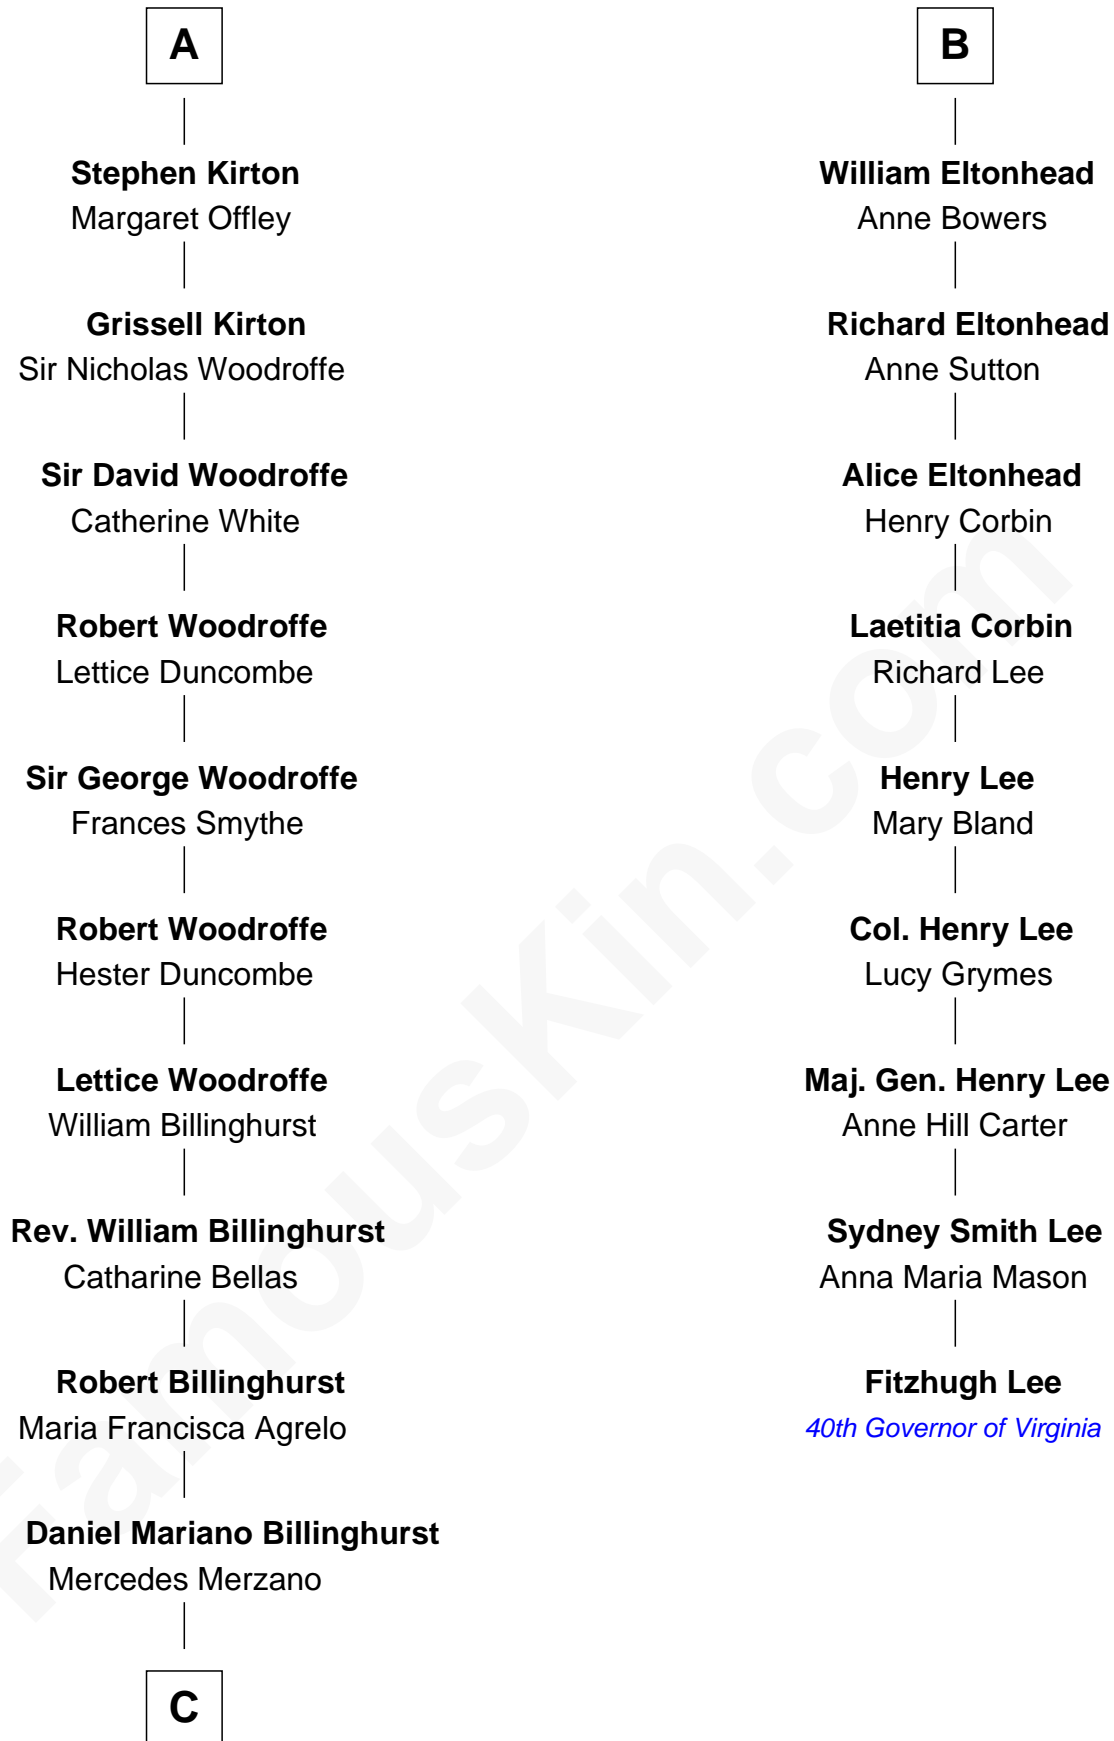 A
Stephen Kirton
Margaret Offley
Grissell Kirton
Sir Nicholas Woodroffe
Sir David Woodroffe
Catherine White
Robert Woodroffe
Lettice Duncombe
Sir George Woodroffe
Frances Smythe
Robert Woodroffe
Hester Duncombe
Lettice Woodroffe
William Billinghurst
Rev. William Billinghurst
Catharine Bellas
Robert Billinghurst
Maria Francisca Agrelo
Daniel Mariano Billinghurst
Mercedes Merzano
C
B
William Eltonhead
Anne Bowers
Richard Eltonhead
Anne Sutton
Alice Eltonhead
Henry Corbin
Laetitia Corbin
Richard Lee
Henry Lee
Mary Bland
Col. Henry Lee
Lucy Grymes
Maj. Gen. Henry Lee
Anne Hill Carter
Sydney Smith Lee
Anna Maria Mason
Fitzhugh Lee
40th Governor of Virginia
FamousKin.com